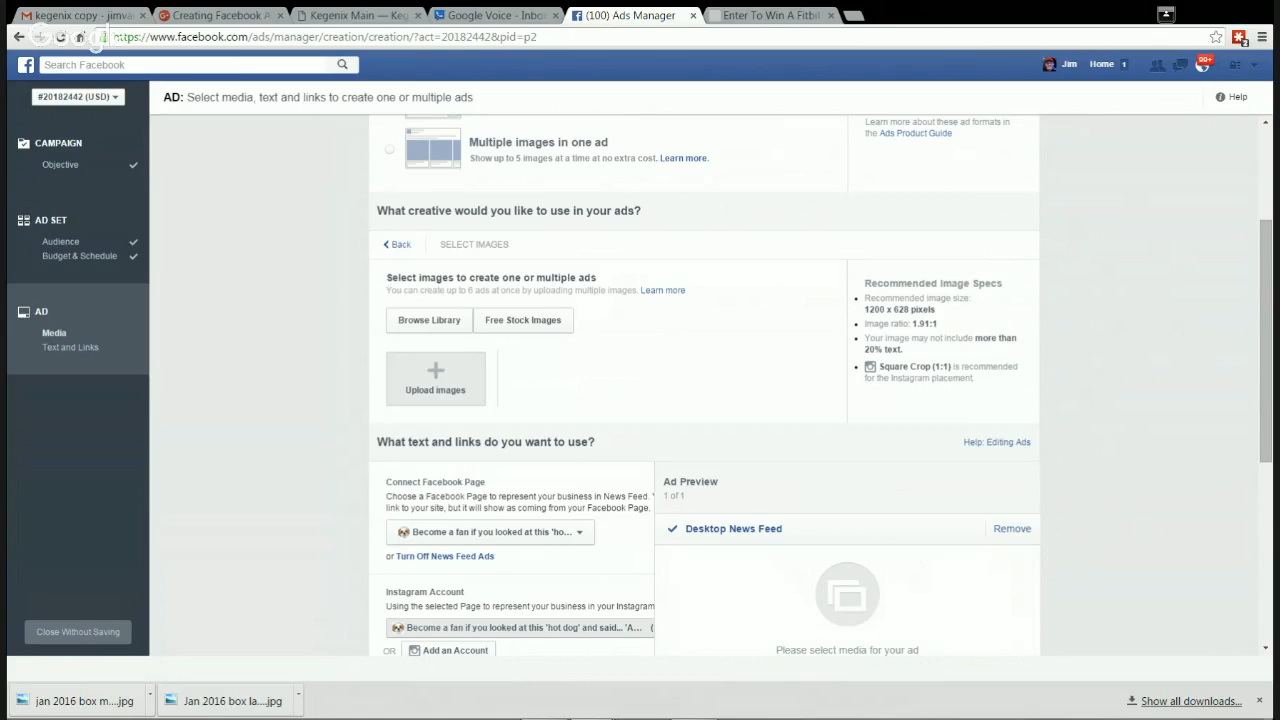 kegenix copy - jimva
Creating Facebook A
Kegenix Main — Keg
Google Voice - Inbo
(100) Ads Manager
Enter To Win A Fitbi
https://www.facebook.com/ads/manager/creation/creation/?act=20182442&pid=p2
2
Search Facebook
Jim
Home 1
99+
#20182442 (USD)
AD: Select media, text and links to create one or multiple ads
Help
CAMPAIGN
Objective
AD SET
Audience
Budget & Schedule
AD
Media
Text and Links
Close Without Saving
Multiple images in one ad
Show up to 5 images at a time at no extra cost. Learn more.
Learn more about these ad formats in
the Ads Product Guide
What creative would you like to use in your ads?
Back
SELECT IMAGES
Select images to create one or multiple ads
You can create up to 6 ads at once by uploading multiple images. Learn more
Browse Library
Free Stock Images
Upload images
Recommended Image Specs
Recommended image size:
1200 x 628 pixels
Image ratio: 1.91:1
Your image may not include more than
20% text.
Square Crop (1:1) is recommended
for the Instagram placement.
What text and links do you want to use?
Help: Editing Ads
Connect Facebook Page
Choose a Facebook Page to represent your business in News Feed.
link to your site, but it will show as coming from your Facebook Page.
Become a fan if you looked at this 'ho...
or Turn Off News Feed Ads
Instagram Account
Using the selected Page to represent your business in your Instagram
Become a fan if you looked at this 'hot dog' and said... 'A... (
OR
Add an Account
Ad Preview
1 of 1
Desktop News Feed
Remove
Please select media for your ad
jan 2016 box m....jpg
Jan 2016 box la....jpg
Show all downloads...